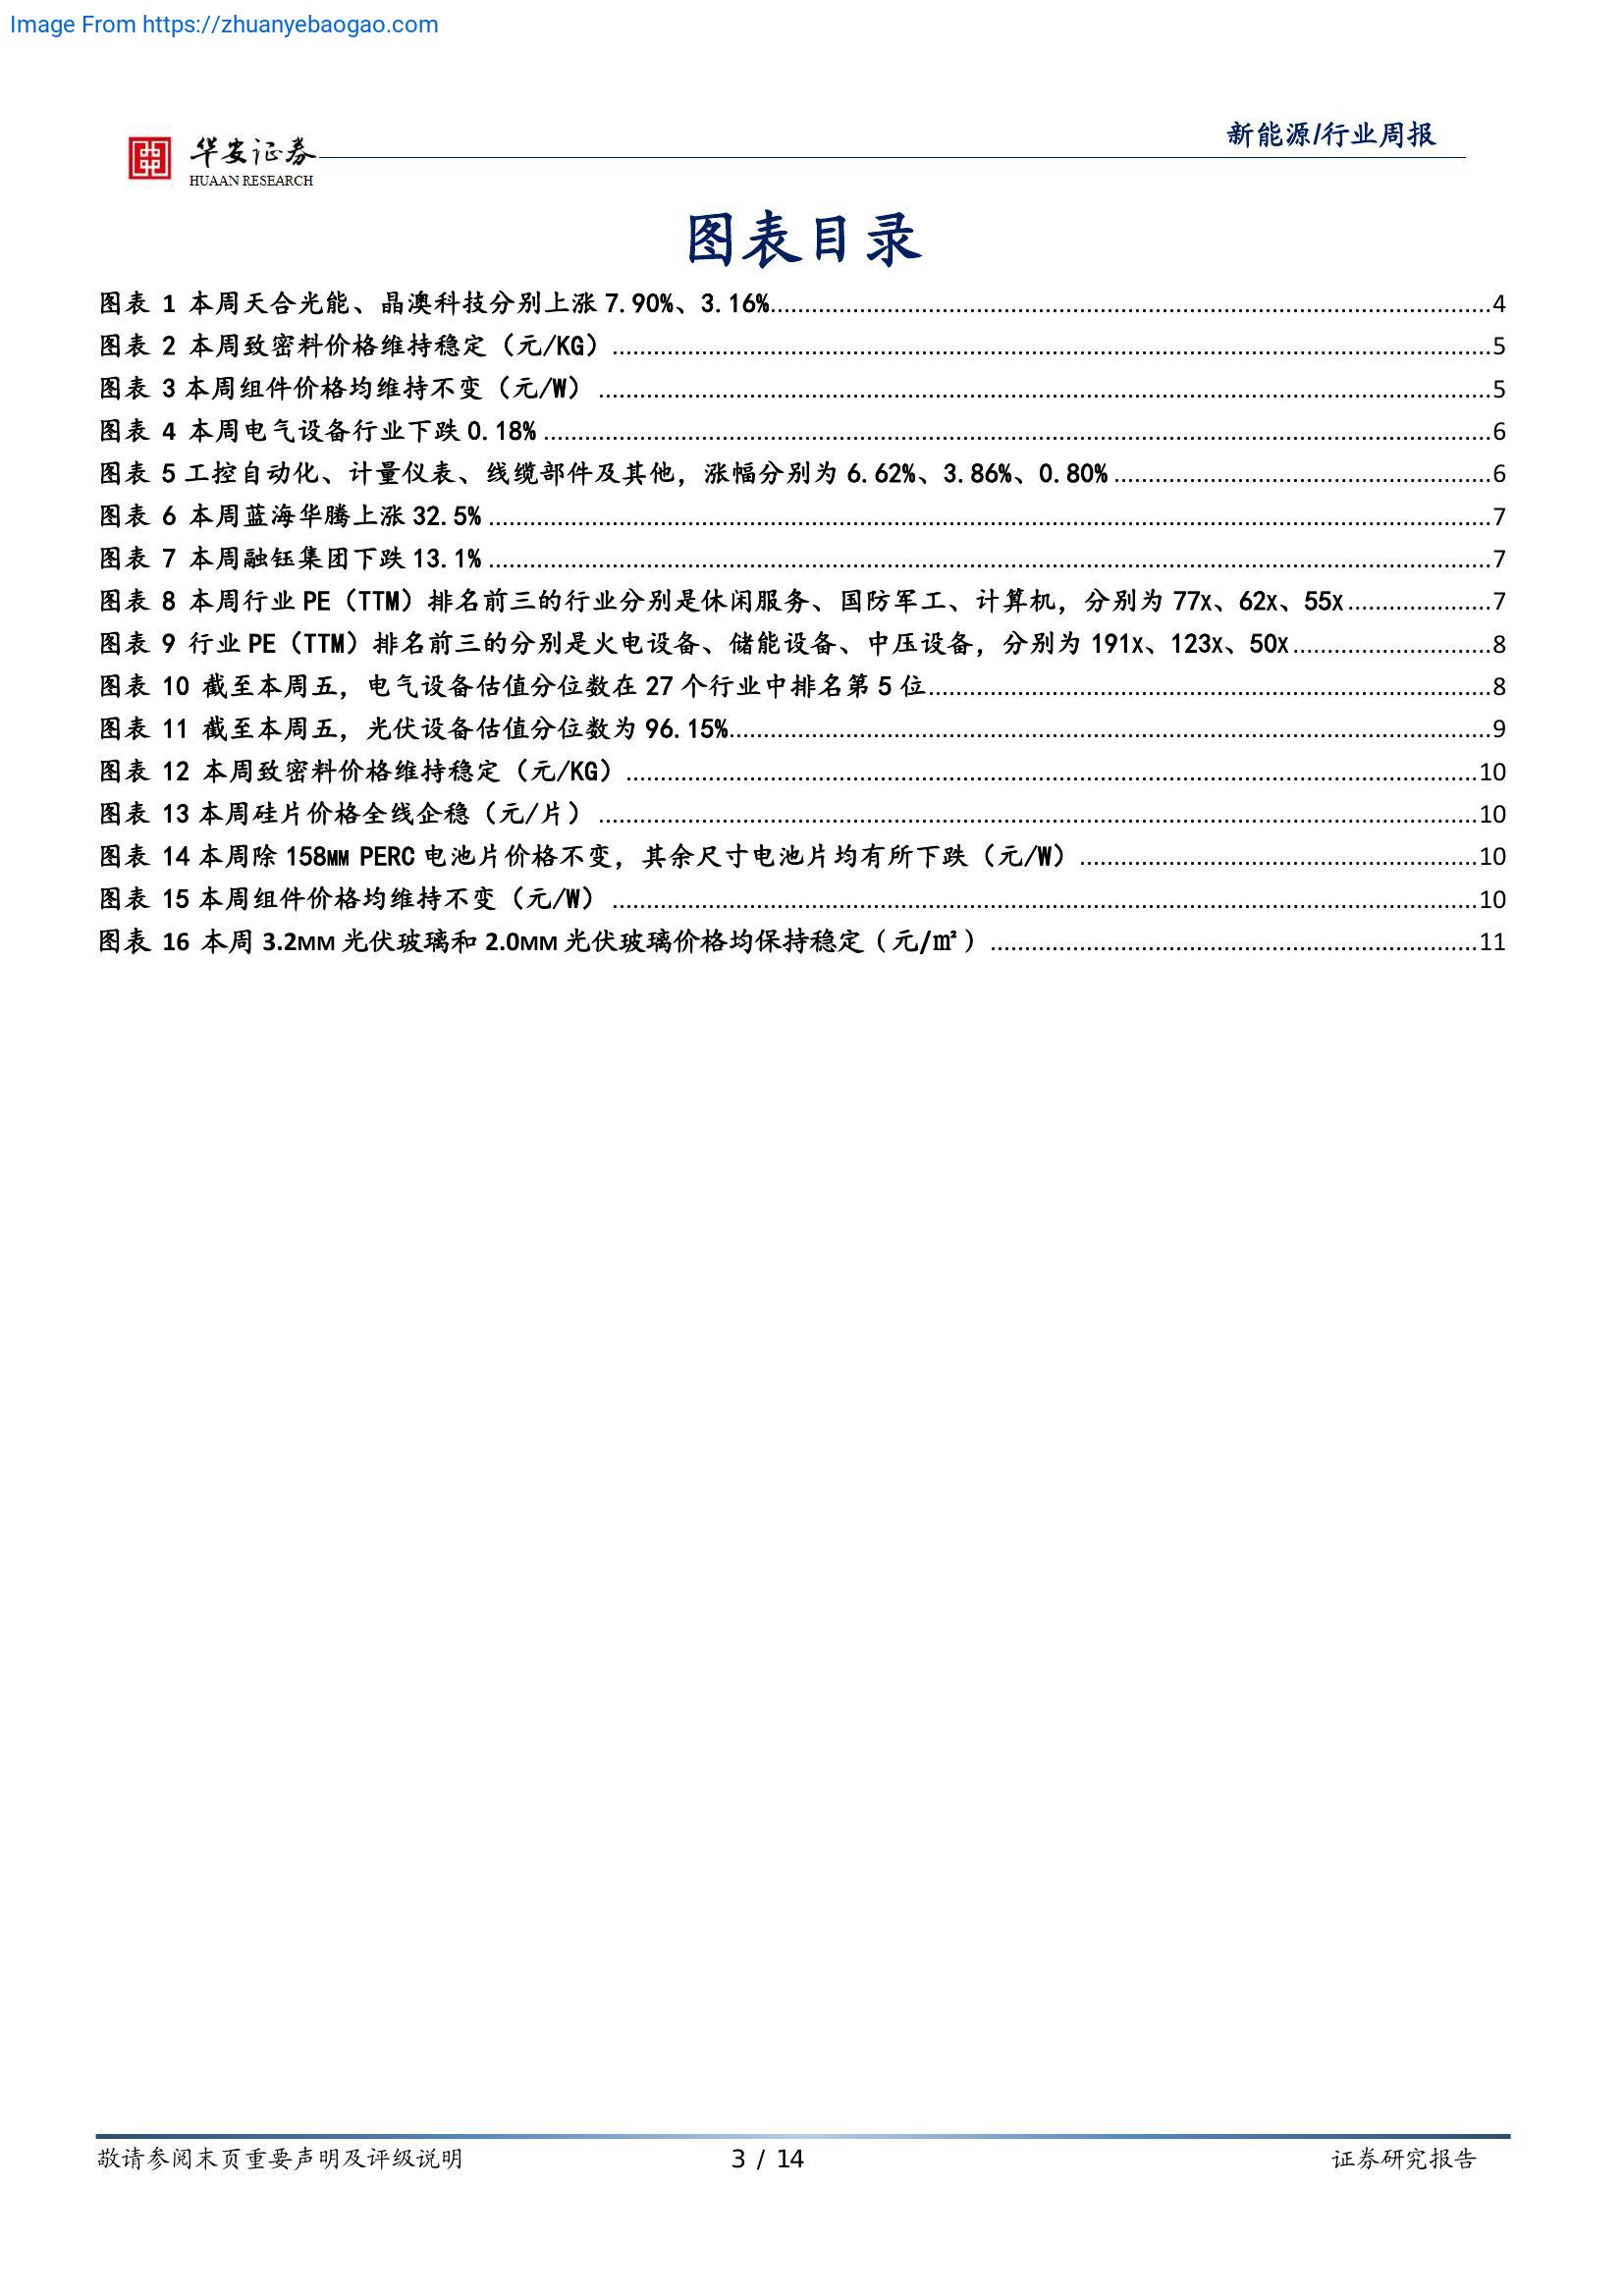 Image From https://zhuanyebaogao.com
新能源/行业周报
华安证券
HUAAN RESEARCH
图表目录
图表 1 本周天合光能、晶澳科技分别上涨 7.90%、3.16%........4
图表 2 本周致密料价格维持稳定（元/KG）........5
图表 3 本周组件价格均维持不变（元/W）........5
图表 4 本周电气设备行业下跌 0.18%........6
图表 5 工控自动化、计量仪表、线缆部件及其他，涨幅分别为 6.62%、3.86%、0.80%........6
图表 6 本周蓝海华腾上涨 32.5%........7
图表 7 本周融钰集团下跌 13.1%........7
图表 8 本周行业 PE（TTM）排名前三的行业分别是休闲服务、国防军工、计算机，分别为 77X、62X、55X........7
图表 9 行业 PE（TTM）排名前三的分别是火电设备、储能设备、中压设备，分别为 191X、123X、50X........8
图表 10 截至本周五，电气设备估值分位数在 27 个行业中排名第 5 位........8
图表 11 截至本周五，光伏设备估值分位数为 96.15%........9
图表 12 本周致密料价格维持稳定（元/KG）........10
图表 13 本周硅片价格全线企稳（元/片）........10
图表 14 本周除 158MM PERC 电池片价格不变，其余尺寸电池片均有所下跌（元/W）........10
图表 15 本周组件价格均维持不变（元/W）........10
图表 16 本周 3.2MM 光伏玻璃和 2.0MM 光伏玻璃价格均保持稳定（元/㎡）........11
敬请参阅末页重要声明及评级说明
3 / 14
证券研究报告